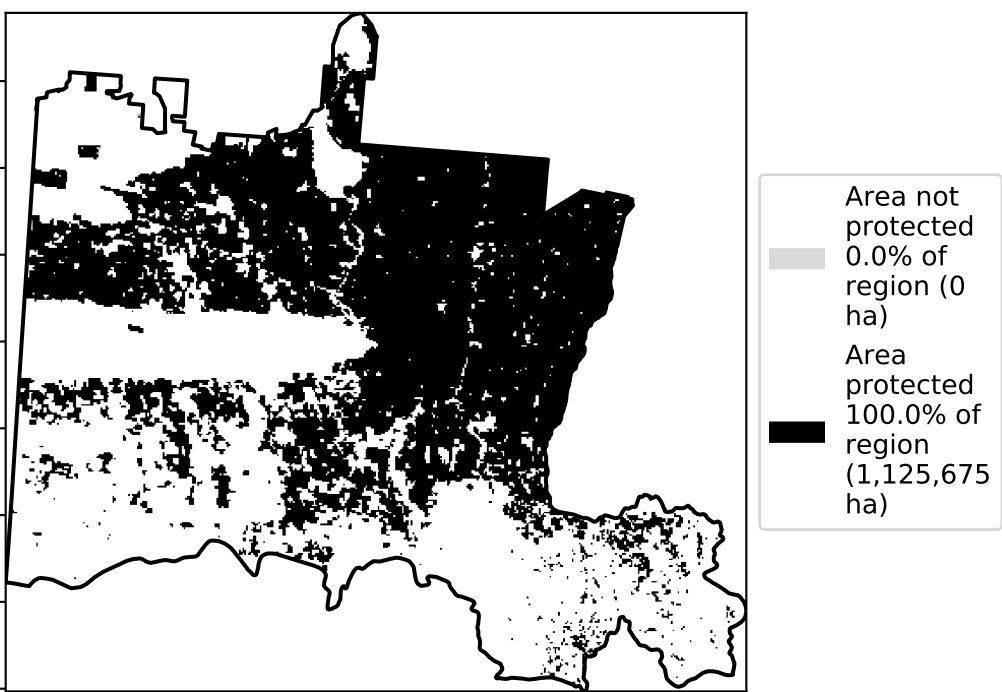 Area not
protected
0.0% of
region (0
ha)
Area
protected
100.0% of
region
(1,125,675
ha)